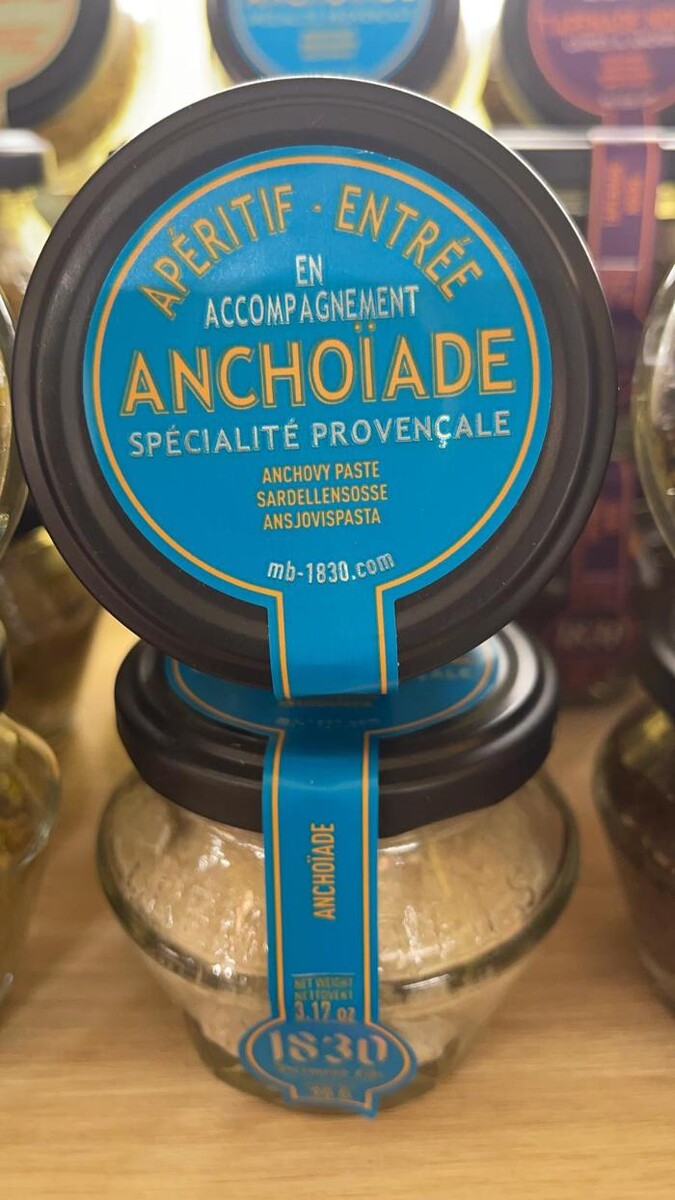 APÉRITIF · ENTRÉE
EN
ACCOMPAGNEMENT
ANCHOÏADE
SPÉCIALITÉ PROVENÇALE
ANCHOVY PASTE
SARDELLENSOSSE
ANSJOVISPASTA
mb-1830.com
ANCHOÏADE
NET WEIGHT
3.17 oz
1830